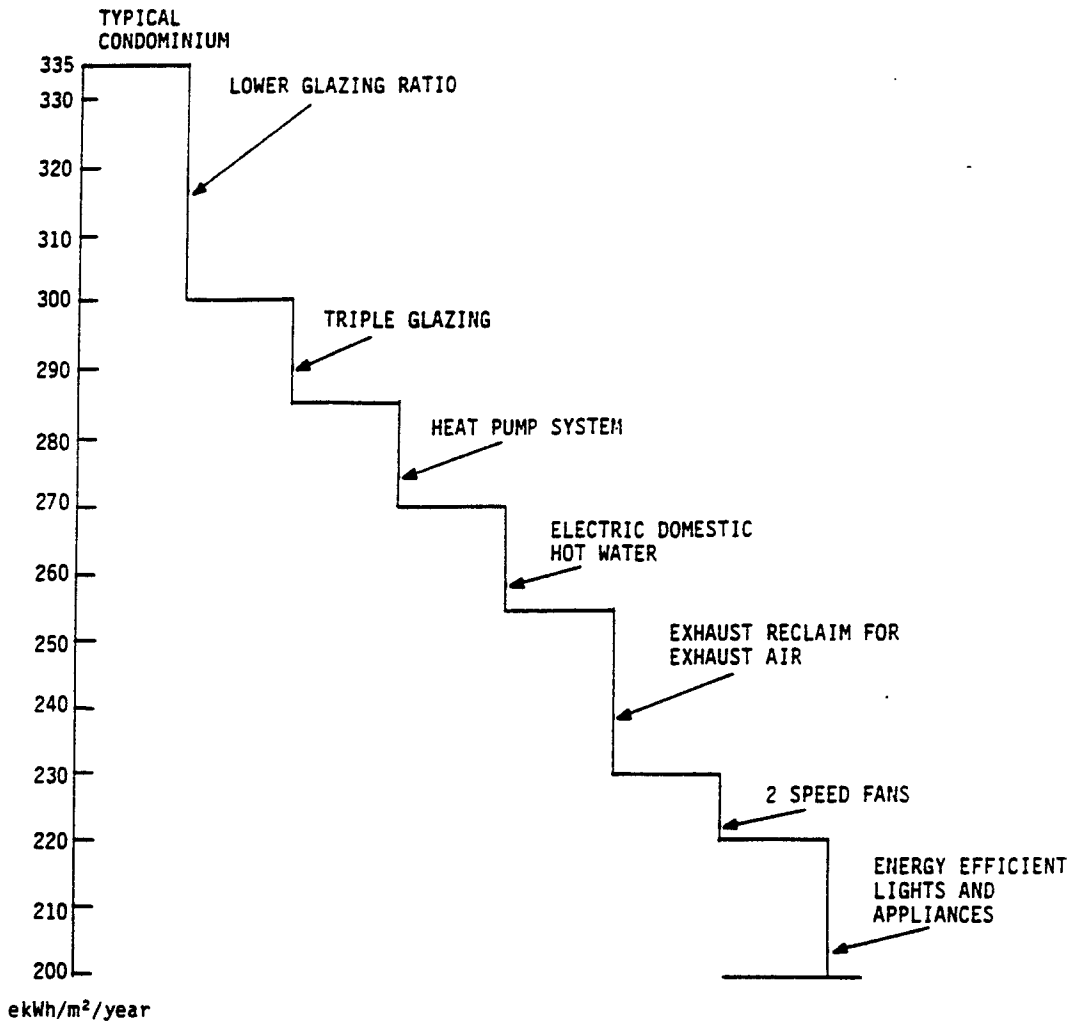 TYPICAL
CONDOMINIUM
335
330
LOWER GLAZING RATIO
320
310
300
TRIPLE GLAZING
290
280
HEAT PUMP SYSTEM
270
ELECTRIC DOMESTIC
HOT WATER
260
250
EXHAUST RECLAIM FOR
EXHAUST AIR
240
230
2 SPEED FANS
220
ENERGY EFFICIENT
LIGHTS AND
APPLIANCES
210
200
ekWh/m²/year